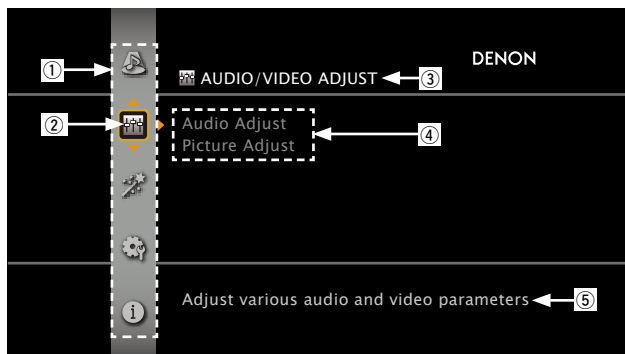 DENON
①
AUDIO/VIDEO ADJUST ③
②
Audio Adjust
④
Picture Adjust
Adjust various audio and video parameters ⑤
i